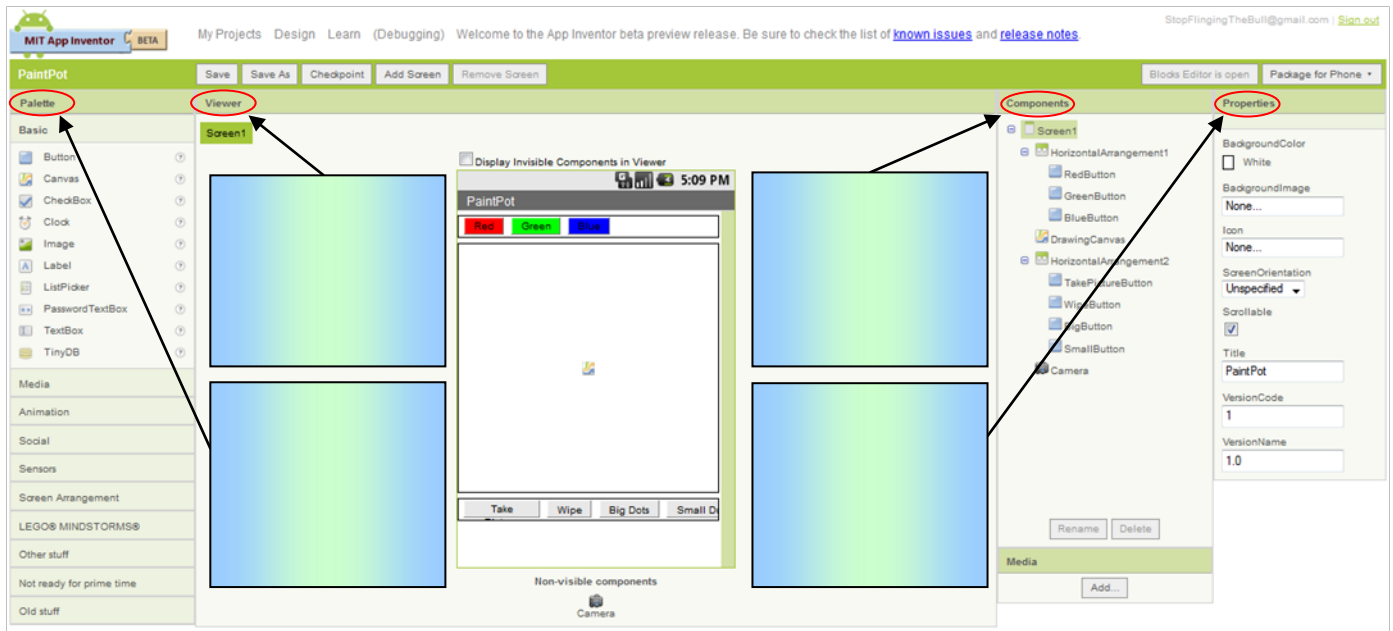 StopFlingingTheBull@gmail.com | Sign out
MIT App Inventor BETA
My Projects Design Learn (Debugging) Welcome to the App Inventor beta preview release. Be sure to check the list of known issues and release notes.
PaintPot
Save Save As Checkpoint Add Screen Remove Screen
Blocks Editor is open Package for Phone
Palette
Basic
Button
Canvas
CheckBox
Clock
Image
Label
ListPicker
PasswordTextBox
TextBox
TinyDB
Media
Animation
Social
Sensors
Screen Arrangement
LEGO® MINDSTORMS®
Other stuff
Not ready for prime time
Old stuff
Viewer
Screen1
Display Invisible Components in Viewer
5:09 PM
PaintPot
Red Green Blue
Take Wipe Big Dots Small D
Non-visible components
Camera
Components
Screen1
HorizontalArrangement1
RedButton
GreenButton
BlueButton
DrawingCanvas
HorizontalArrangement2
TakePictureButton
WipeButton
BigButton
SmallButton
Camera
Rename Delete
Media
Add...
Properties
BackgroundColor
White
BackgroundImage
None...
Icon
None...
ScreenOrientation
Unspecified
Scrollable
Title
PaintPot
VersionCode
1
VersionName
1.0